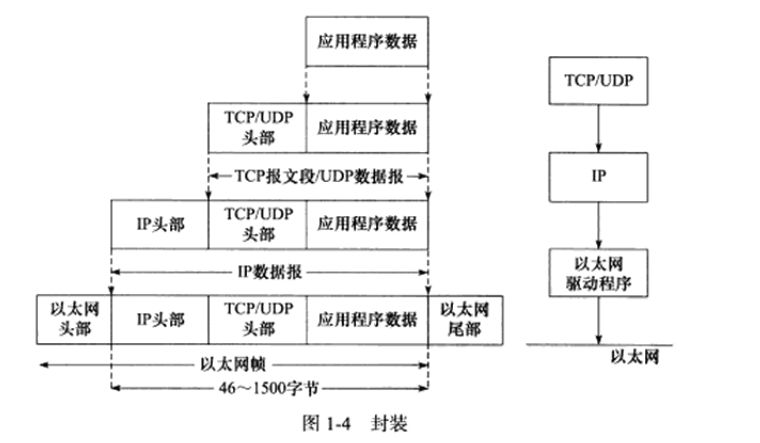 应用程序数据
TCP/UDP
头部
应用程序数据
TCP报文段/UDP数据报
IP头部
TCP/UDP
头部
应用程序数据
IP数据报
以太网
头部
IP头部
TCP/UDP
头部
应用程序数据
以太网
尾部
以太网帧
46～1500字节
TCP/UDP
IP
以太网
驱动程序
以太网
图 1-4 封装